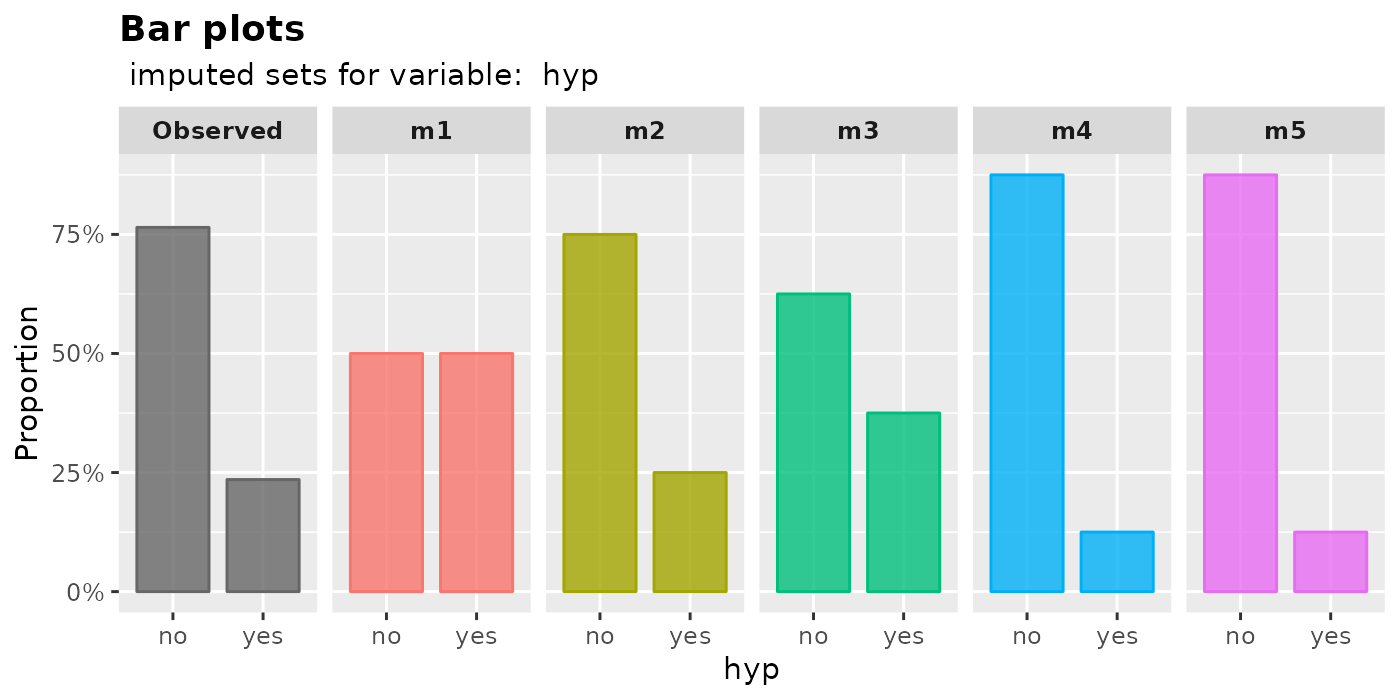 Bar plots
imputed sets for variable:  hyp
Observed m1 m2 m3 m4 m5
Proportion
75%
50%
25%
0%
no yes no yes no yes no yes no yes no yes
hyp